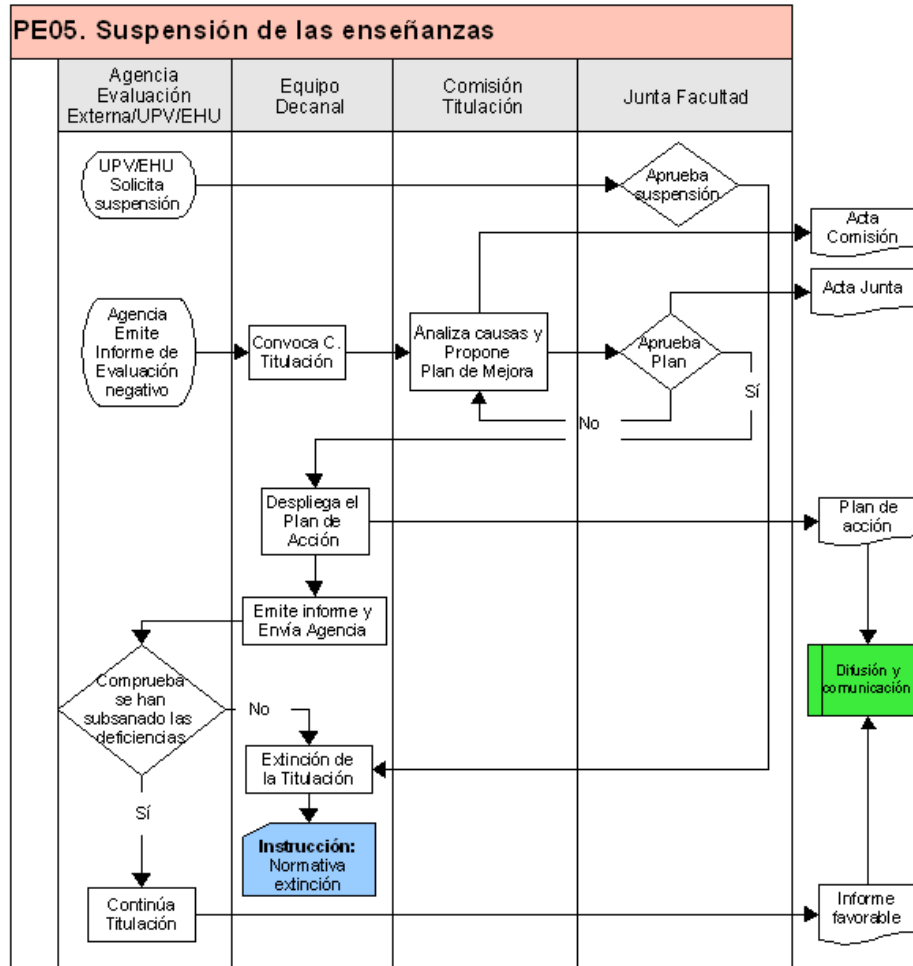 PE05. Suspensión de las enseñanzas
Agencia
Evaluación
Externa/UPV/EHU
Equipo
Decanal
Comisión
Titulación
Junta Facultad
UPV/EHU
Solicita
suspensión
Aprueba
suspensión
Acta
Comisión
Acta Junta
Agencia
Emite
Informe de
Evaluación
negativo
Convoca C.
Titulación
Analiza causas y
Propone
Plan de Mejora
Aprueba
Plan
Sí
No
Despliega el
Plan de
Acción
Plan de
acción
Emite informe y
Envía Agencia
Comprueba
se han
subsanado las
deficiencias
No
Difusión y
comunicación
Extinción de
la Titulación
Sí
Instrucción:
Normativa
extinción
Continúa
Titulación
Informe
favorable